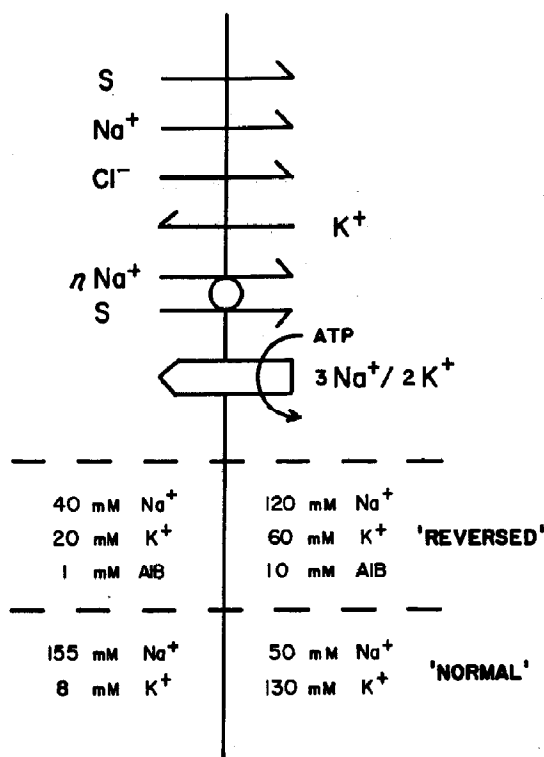 S
Na⁺
Cl⁻
K⁺
n Na⁺
S
ATP
3 Na⁺/ 2 K⁺
40 mM Na⁺ 120 mM Na⁺
20 mM K⁺ 60 mM K⁺ 'REVERSED'
1 mM AIB 10 mM AIB
155 mM Na⁺ 50 mM Na⁺
8 mM K⁺ 130 mM K⁺ 'NORMAL'